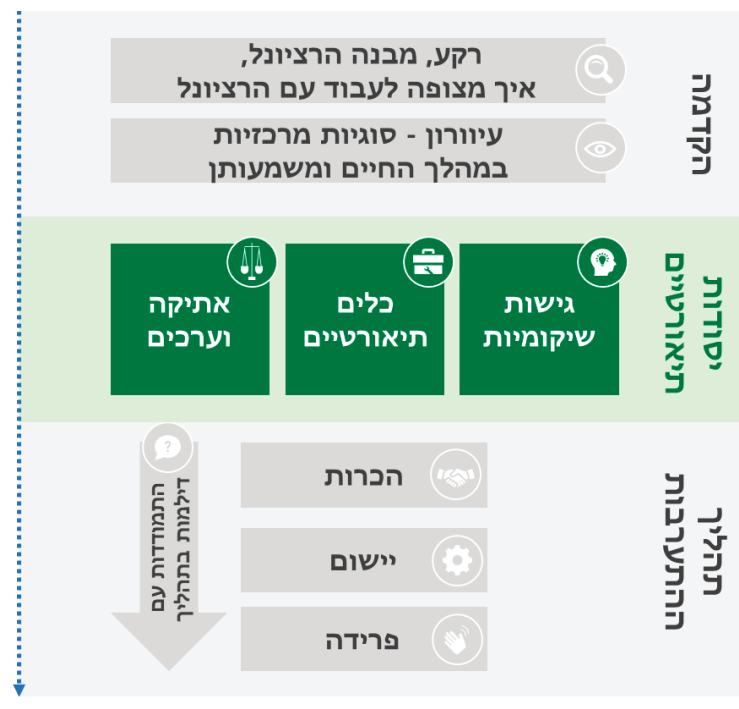 הקדמה
רקע, מבנה הרציונל,
איך מצופה לעבוד עם הרציונל
עיוורון - סוגיות מרכזיות
במהלך החיים ומשמעותן
יסודות
תיאורטיים
גישות
שיקומיות
כלים
תיאורטיים
אתיקה
וערכים
תהליך
ההתערבות
הכרות
יישום
פרידה
?
התמודדות עם
דילמות בתהליך